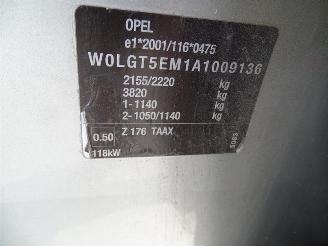 OPEL
e1*2001/116*0475
W0LGT5EM1A1009136
2155/2220 kg
3820 kg
1-1140 kg
2-1050/1140 kg
0.50 Z 176 TAAX
118kW
5083